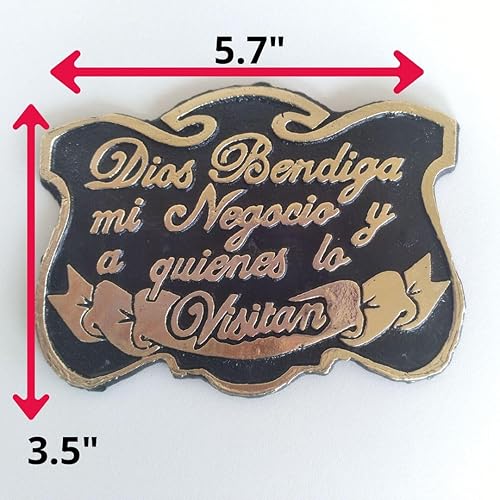 5.7"
Dios Bendiga
mi Negocio y
a quienes lo
Visitan
3.5"